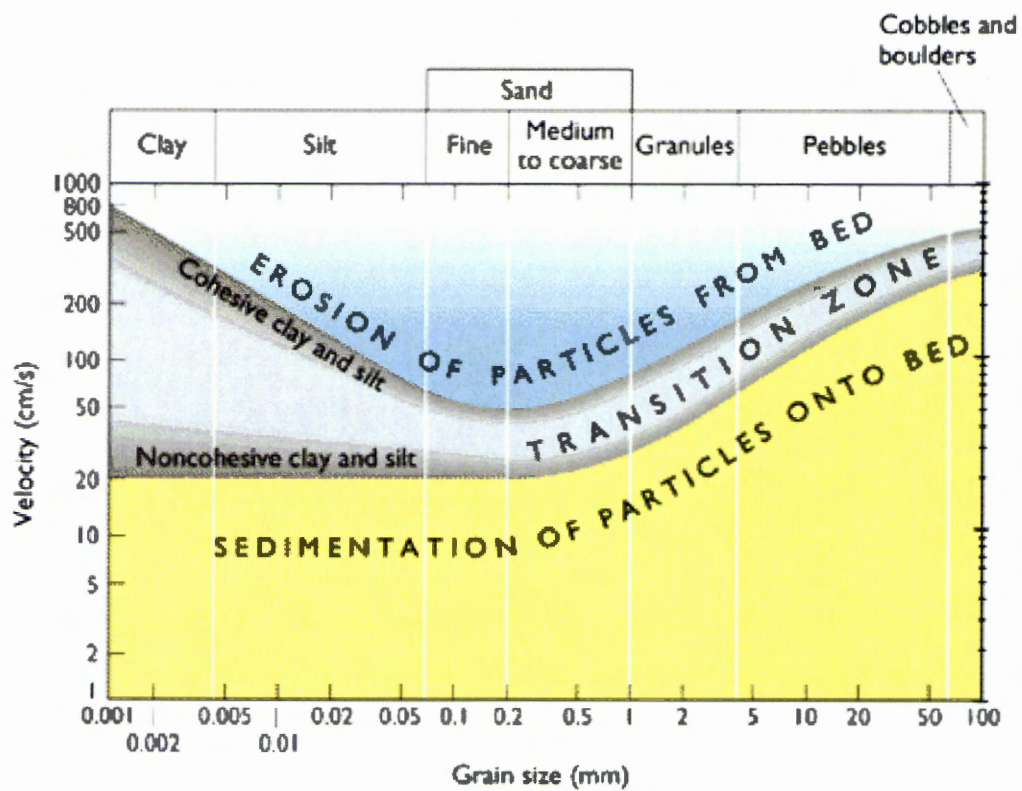 Cobbles and
boulders
Sand
Clay
Silt
Fine
Medium
to coarse
Granules
Pebbles
1000
800
500
200
100
50
20
10
5
2
1
Velocity (cm/s)
EROSION OF PARTICLES FROM BED
Cohesive clay and silt
TRANSITION ZONE
Noncohesive clay and silt
SEDIMENTATION OF PARTICLES ONTO BED
0.001
0.002
0.005
0.01
0.02
0.05
0.1
0.2
0.5
1
2
5
10
20
50
100
Grain size (mm)